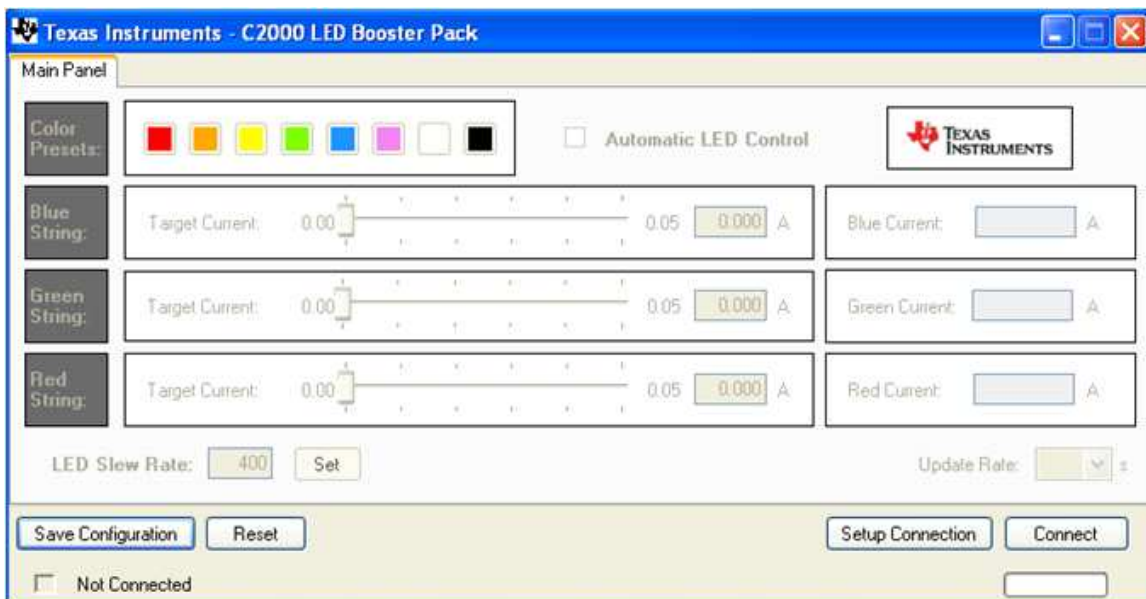 Texas Instruments - C2000 LED Booster Pack
Main Panel
Color
Presets:
Automatic LED Control
TEXAS
INSTRUMENTS
Blue
String:
Target Current: 0.00 0.05 0.000 A
Blue Current: A
Green
String:
Target Current: 0.00 0.05 0.000 A
Green Current: A
Red
String:
Target Current: 0.00 0.05 0.000 A
Red Current: A
LED Slew Rate: 400 Set
Update Rate: s
Save Configuration Reset Setup Connection Connect
Not Connected